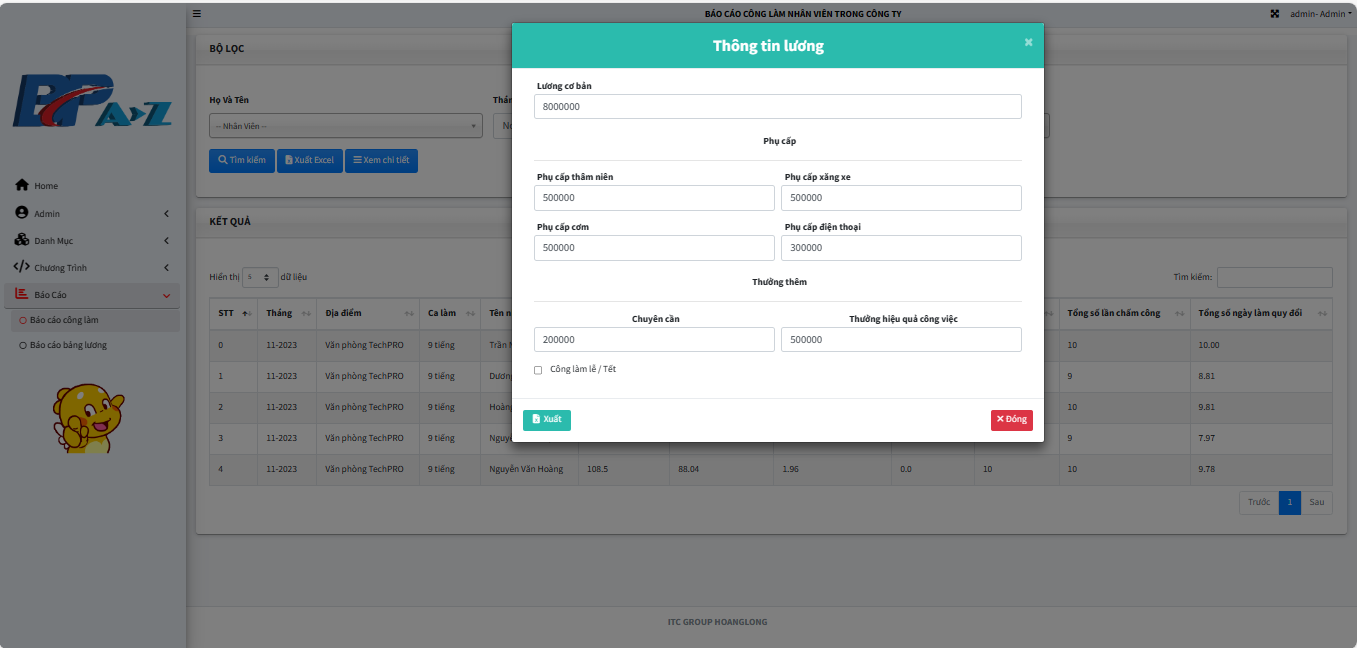 BÁO CÁO CÔNG LÀM NHÂN VIÊN TRONG CÔNG TY
admin- Admin
BCP A>Z
Home
Admin
Danh Mục
Chương Trình
Báo Cáo
Báo cáo công làm
Báo cáo bảng lương
BỘ LỌC
Họ Và Tên
-- Nhân Viên --
Tìm kiếm
Xuất Excel
Xem chi tiết
KẾT QUẢ
Hiển thị 5 dữ liệu
Tìm kiếm:
STT Tháng Địa điểm Ca làm Tổng số lần chấm công Tổng số ngày làm quy đổi
0 11-2023 Văn phòng TechPRO 9 tiếng Trần 10 10.00
1 11-2023 Văn phòng TechPRO 9 tiếng 9 8.81
2 11-2023 Văn phòng TechPRO 9 tiếng 10 9.81
3 11-2023 Văn phòng TechPRO 9 tiếng 9 7.97
4 11-2023 Văn phòng TechPRO 9 tiếng Nguyễn Văn Hoàng 108.5 88.04 1.96 0.0 10 10 9.78
Trước 1 Sau
Thông tin lương
×
Lương cơ bản
8000000
Phụ cấp
Phụ cấp thâm niên Phụ cấp xăng xe
500000 500000
Phụ cấp cơm Phụ cấp điện thoại
500000 300000
Thưởng thêm
Chuyên cần Thưởng hiệu quả công việc
200000 500000
Công làm lễ / Tết
Xuất
Đóng
ITC GROUP HOANGLONG